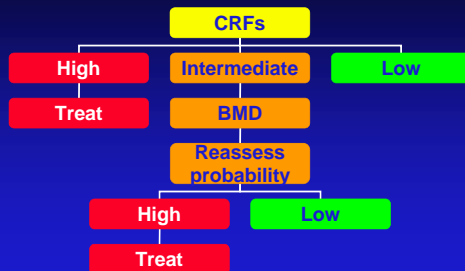 CRFs
High
Intermediate
Low
Treat
BMD
Reassess
probability
High
Low
Treat